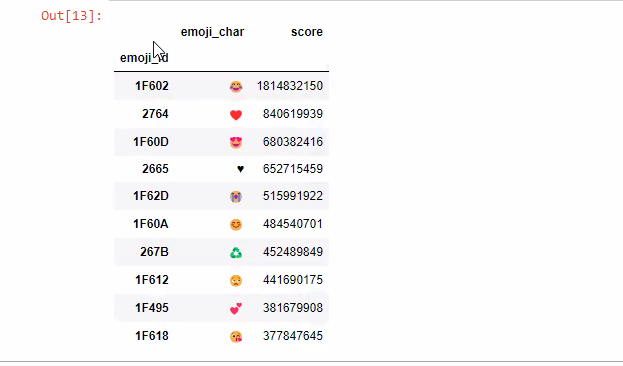 Out[13]:
emoji_char score
emoji_id
1F602 😂 1814832150
2764 ❤ 840619939
1F60D 😍 680382416
2665 ♥ 652715459
1F62D 😭 515991922
1F60A 😊 484540701
267B ♻ 452489849
1F612 😒 441690175
1F495 💕 381679908
1F618 😘 377847645